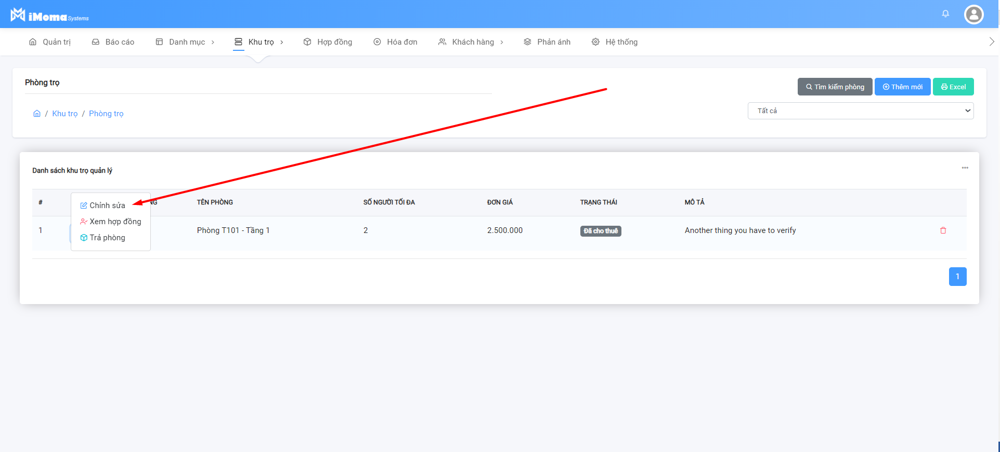 iMoma Systems
Quản trị Báo cáo Danh mục Khu trọ Hợp đồng Hóa đơn Khách hàng Phản ánh Hệ thống
Phòng trọ
Tìm kiếm phòng Thêm mới Excel
/ Khu trọ / Phòng trọ
Tất cả
Danh sách khu trọ quản lý
# NG TÊN PHÒNG SỐ NGƯỜI TỐI ĐA ĐƠN GIÁ TRẠNG THÁI MÔ TẢ
Chỉnh sửa
Xem hợp đồng
Trả phòng
1 Phòng T101 - Tầng 1 2 2.500.000 Đã cho thuê Another thing you have to verify
1